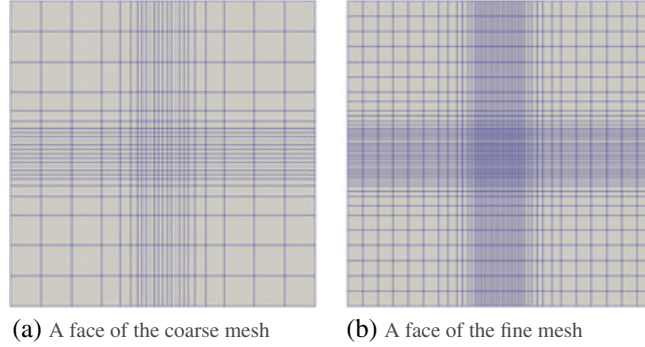 (a) A face of the coarse mesh
(b) A face of the fine mesh